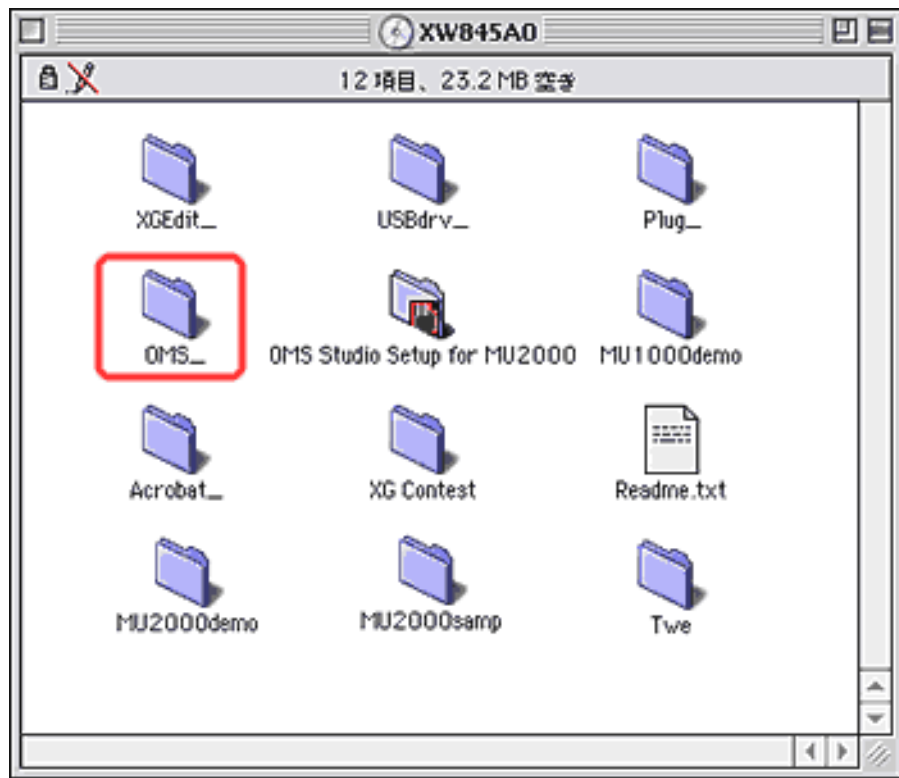 XW845A0
12 項目、23.2 MB 空き
XGEdit_
USBdrv_
Plug_
OMS_
OMS Studio Setup for MU2000
MU1000demo
Acrobat_
XG Contest
Readme.txt
MU2000demo
MU2000samp
Twe